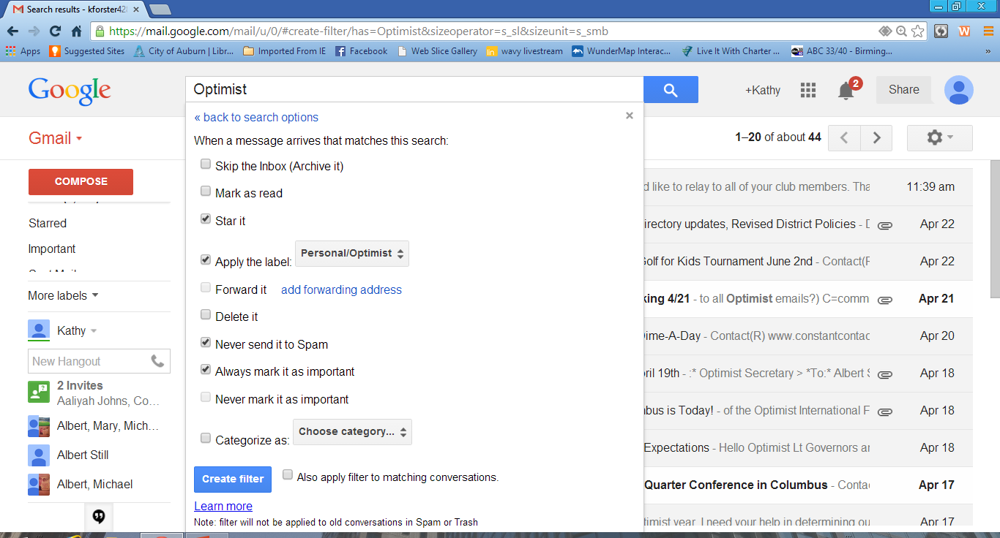 Search results - kforster42
https://mail.google.com/mail/u/0/#create-filter/has=Optimist&sizeoperator=s_sl&sizeunit=s_smb
Apps Suggested Sites City of Auburn | Libr... Imported From IE Facebook Web Slice Gallery wavy livestream WunderMap Interac... Live It With Charter ... ABC 33/40 - Birming... »
Google
Optimist
+Kathy
2
Share
« back to search options
Gmail
When a message arrives that matches this search:
1–20 of about 44
Skip the Inbox (Archive it)
COMPOSE
Mark as read
d like to relay to all of your club members. Tha 11:39 am
Starred
Star it
irectory updates, Revised District Policies - D Apr 22
Important
Apply the label: Personal/Optimist
Golf for Kids Tournament June 2nd - Contact(R Apr 22
Forward it add forwarding address
More labels
king 4/21 - to all Optimist emails?) C=comm Apr 21
Delete it
Kathy
Never send it to Spam
Dime-A-Day - Contact(R) www.constantcontac Apr 20
New Hangout
Always mark it as important
ril 19th - :* Optimist Secretary > *To:* Albert S Apr 18
2 Invites
Aaliyah Johns, Co...
Never mark it as important
nbus is Today! - of the Optimist International F Apr 18
Albert, Mary, Mich...
Categorize as: Choose category...
Expectations - Hello Optimist Lt Governors an Apr 18
Albert Still
Create filter Also apply filter to matching conversations.
Albert, Michael
Quarter Conference in Columbus - Contac Apr 17
Learn more
Note: filter will not be applied to old conversations in Spam or Trash
timist year. I need your help in determining ou Apr 17